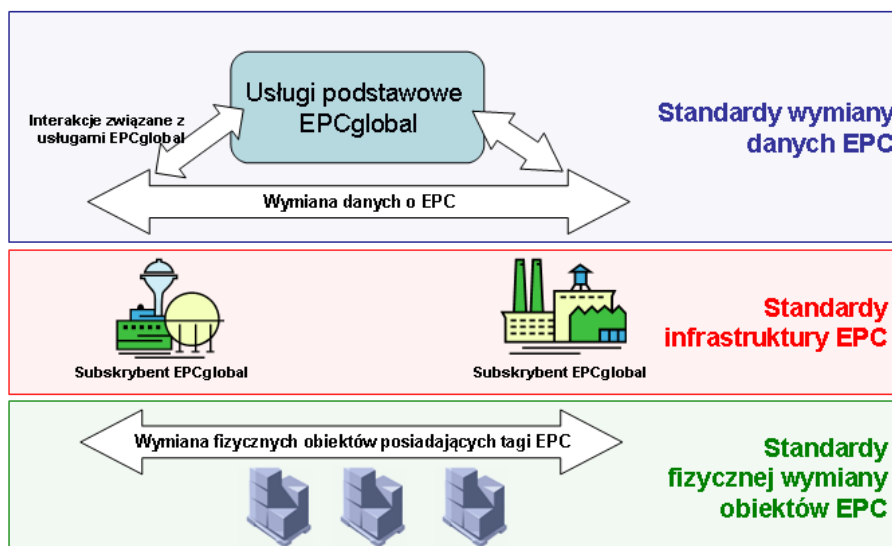 Usługi podstawowe
EPCglobal
Interakcje związane z
usługami EPCglobal
Standardy wymiany
danych EPC
Wymiana danych o EPC
Standardy
infrastruktury EPC
Subskrybent EPCglobal
Subskrybent EPCglobal
Wymiana fizycznych obiektów posiadających tagi EPC
Standardy
fizycznej wymiany
obiektów EPC